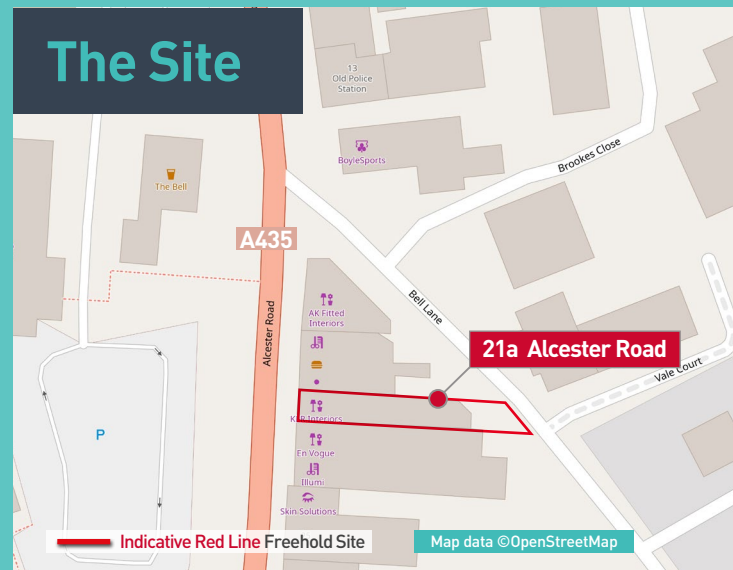 The Site
13
Old Police
Station
BoyleSports
Brookes Close
The Bell
A435
Alcester Road
Bell Lane
AK Fitted
Interiors
21a Alcester Road
Vale Court
Interiors
P
En Vogue
Illumi
Skin Solutions
Indicative Red Line Freehold Site
Map data ©OpenStreetMap